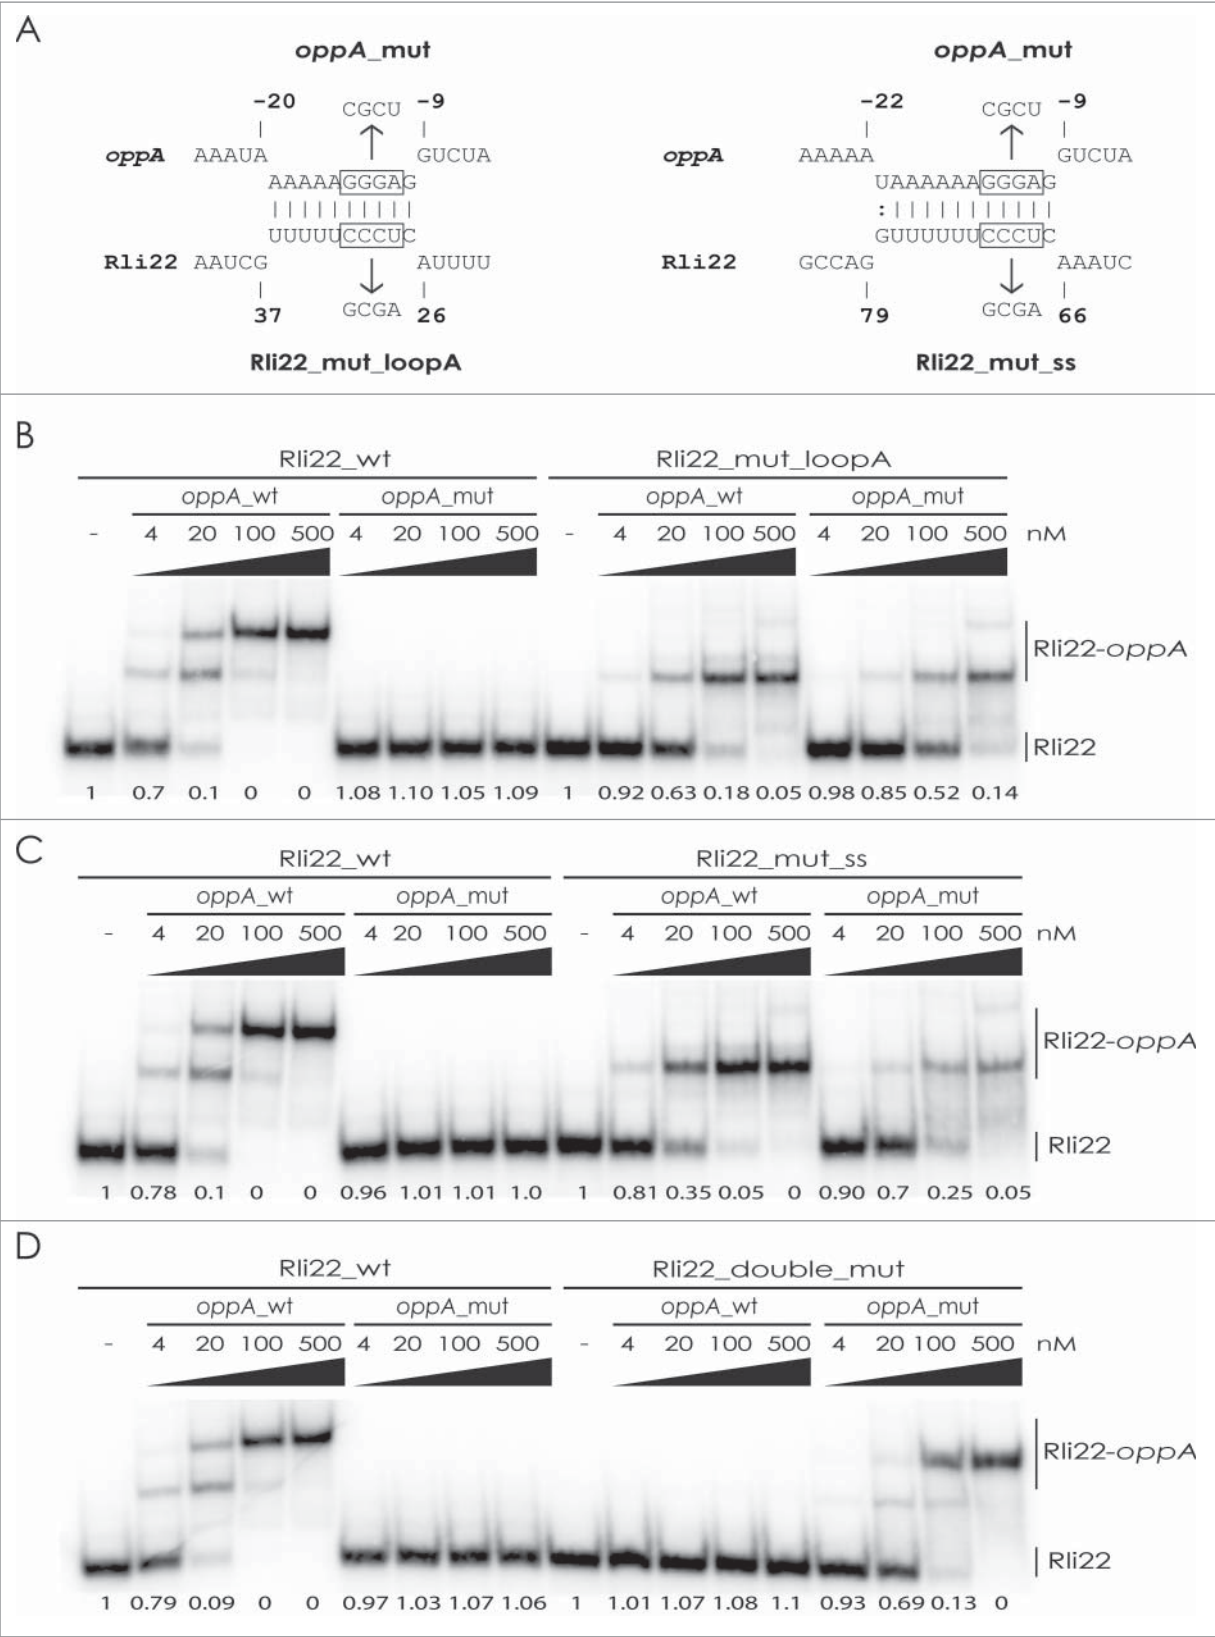 A
oppA_mut
oppA_mut
-20 CGCU -9
-22 CGCU -9
oppA AAAUA GUCUA
oppA AAAAA GUCUA
AAAAAGGGAG
UAAAAAAGGGAG
UUUUUCCCUC
GUUUUUUCCCUC
Rli22 AAUCG AUUUU
Rli22 GCCAG AAAUC
37 GCGA 26
79 GCGA 66
Rli22_mut_loopA
Rli22_mut_ss
B
Rli22_wt Rli22_mut_loopA
oppA_wt oppA_mut oppA_wt oppA_mut
- 4 20 100 500 4 20 100 500 - 4 20 100 500 4 20 100 500 nM
Rli22-oppA
Rli22
1 0.7 0.1 0 0 1.08 1.10 1.05 1.09 1 0.92 0.63 0.18 0.05 0.98 0.85 0.52 0.14
C
Rli22_wt Rli22_mut_ss
oppA_wt oppA_mut oppA_wt oppA_mut
- 4 20 100 500 4 20 100 500 - 4 20 100 500 4 20 100 500 nM
Rli22-oppA
Rli22
1 0.78 0.1 0 0 0.96 1.01 1.01 1.0 1 0.81 0.35 0.05 0 0.90 0.7 0.25 0.05
D
Rli22_wt Rli22_double_mut
oppA_wt oppA_mut oppA_wt oppA_mut
- 4 20 100 500 4 20 100 500 - 4 20 100 500 4 20 100 500 nM
Rli22-oppA
Rli22
1 0.79 0.09 0 0 0.97 1.03 1.07 1.06 1 1.01 1.07 1.08 1.1 0.93 0.69 0.13 0